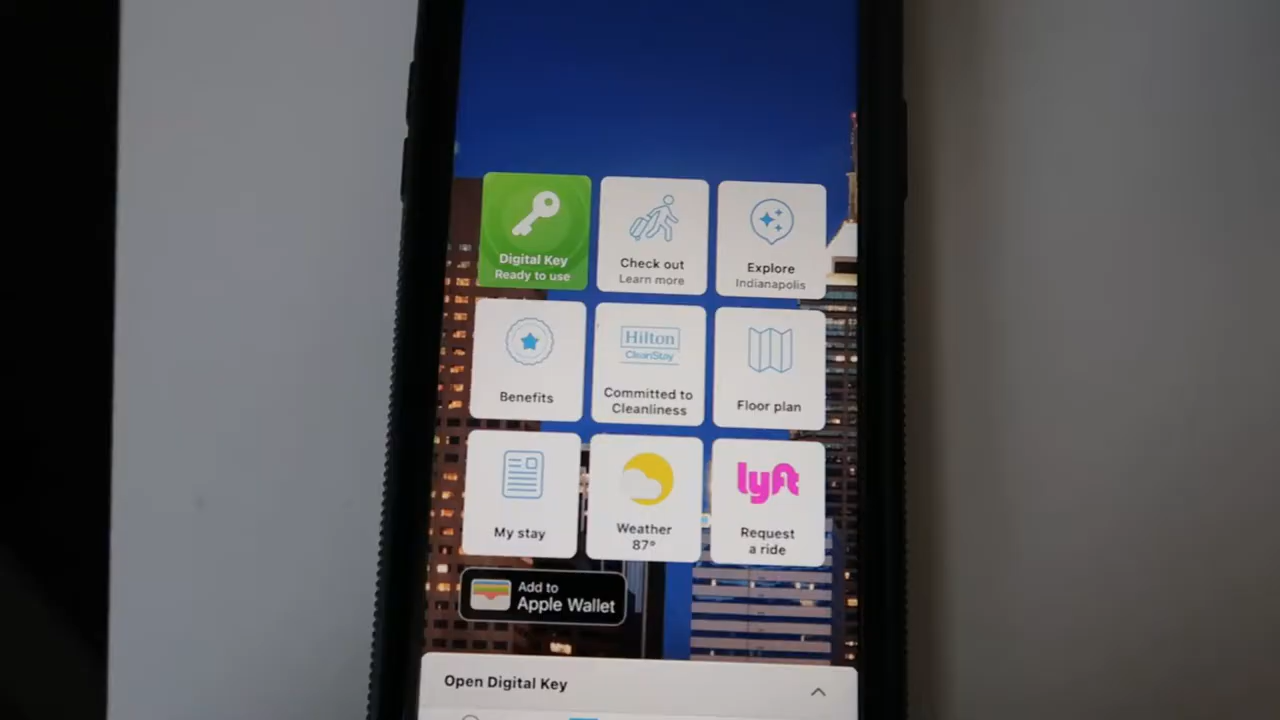 Digital Key
Ready to use
Check out
Learn more
Explore
Indianapolis
Benefits
Hilton
CleanStay
Committed to
Cleanliness
Floor plan
My stay
Weather
87°
lyft
Request
a ride
Add to
Apple Wallet
Open Digital Key